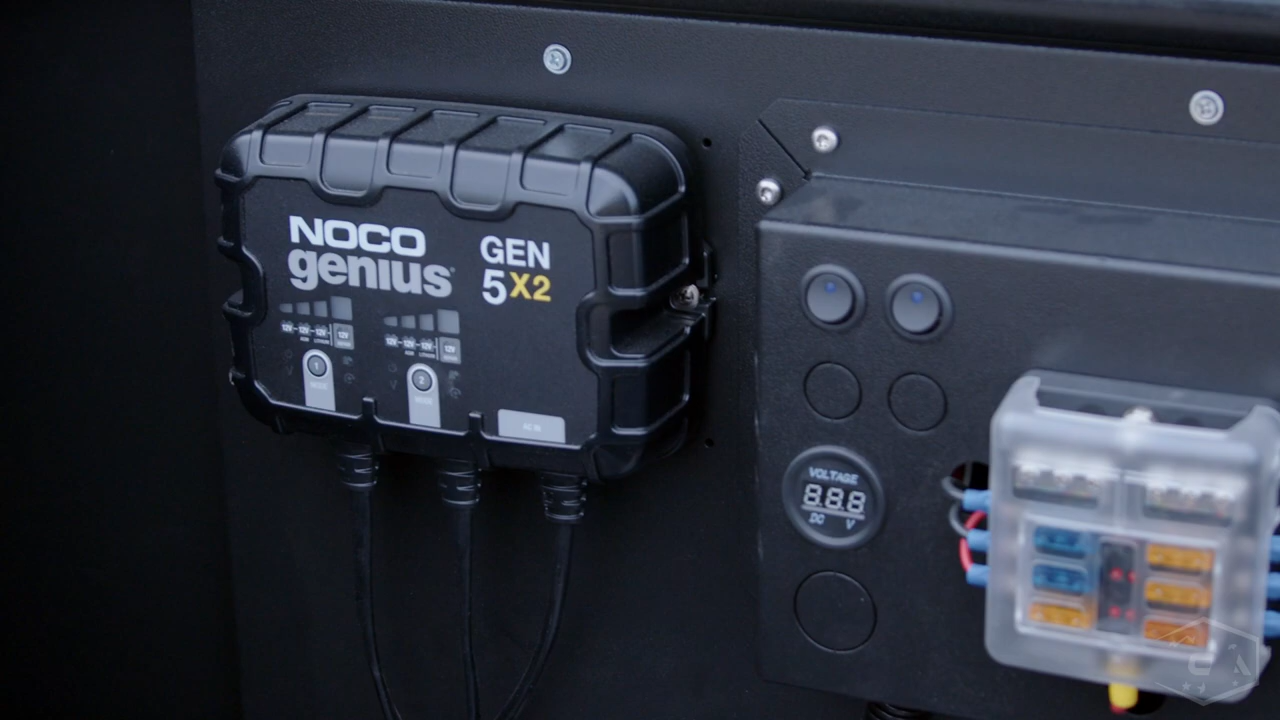 NOCO
genius
GEN
5X2
12V 12V 12V 12V
12V 12V 12V 12V
1
MODE
2
MODE
AC IN
VOLTAGE
8.8.8
DC V